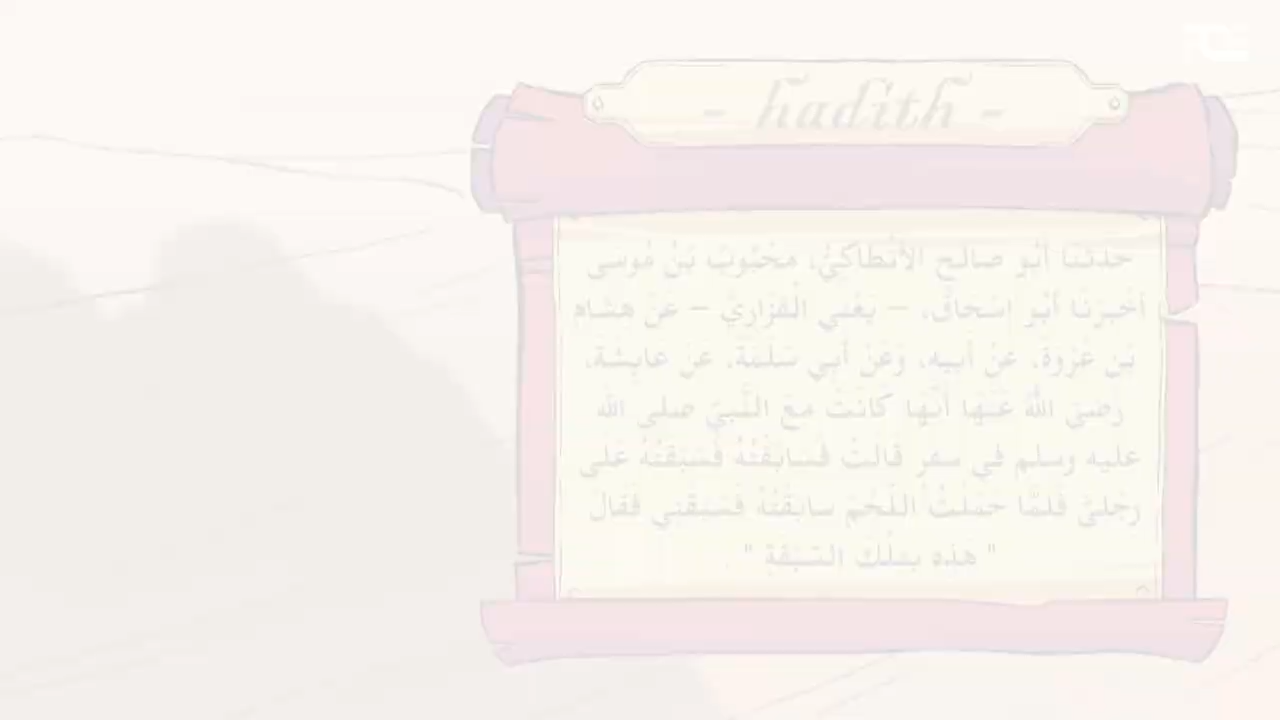 - hadith -
حدثنا أبو صالح الأنطاكي، محبوب بن موسى
أخبرنا أبو إسحاق، – يعني الفزاري – عن هشام
بن عروة، عن أبيه، وعن أبي سلمة، عن عايشة،
رضى الله عنها أنها كانت مع النبي صلى الله
عليه وسلم في سفر قالت فسابقته فسبقته على
رجلى فلما حملت اللحم سابقته فسبقني فقال
" هذه بتلك السبقة "